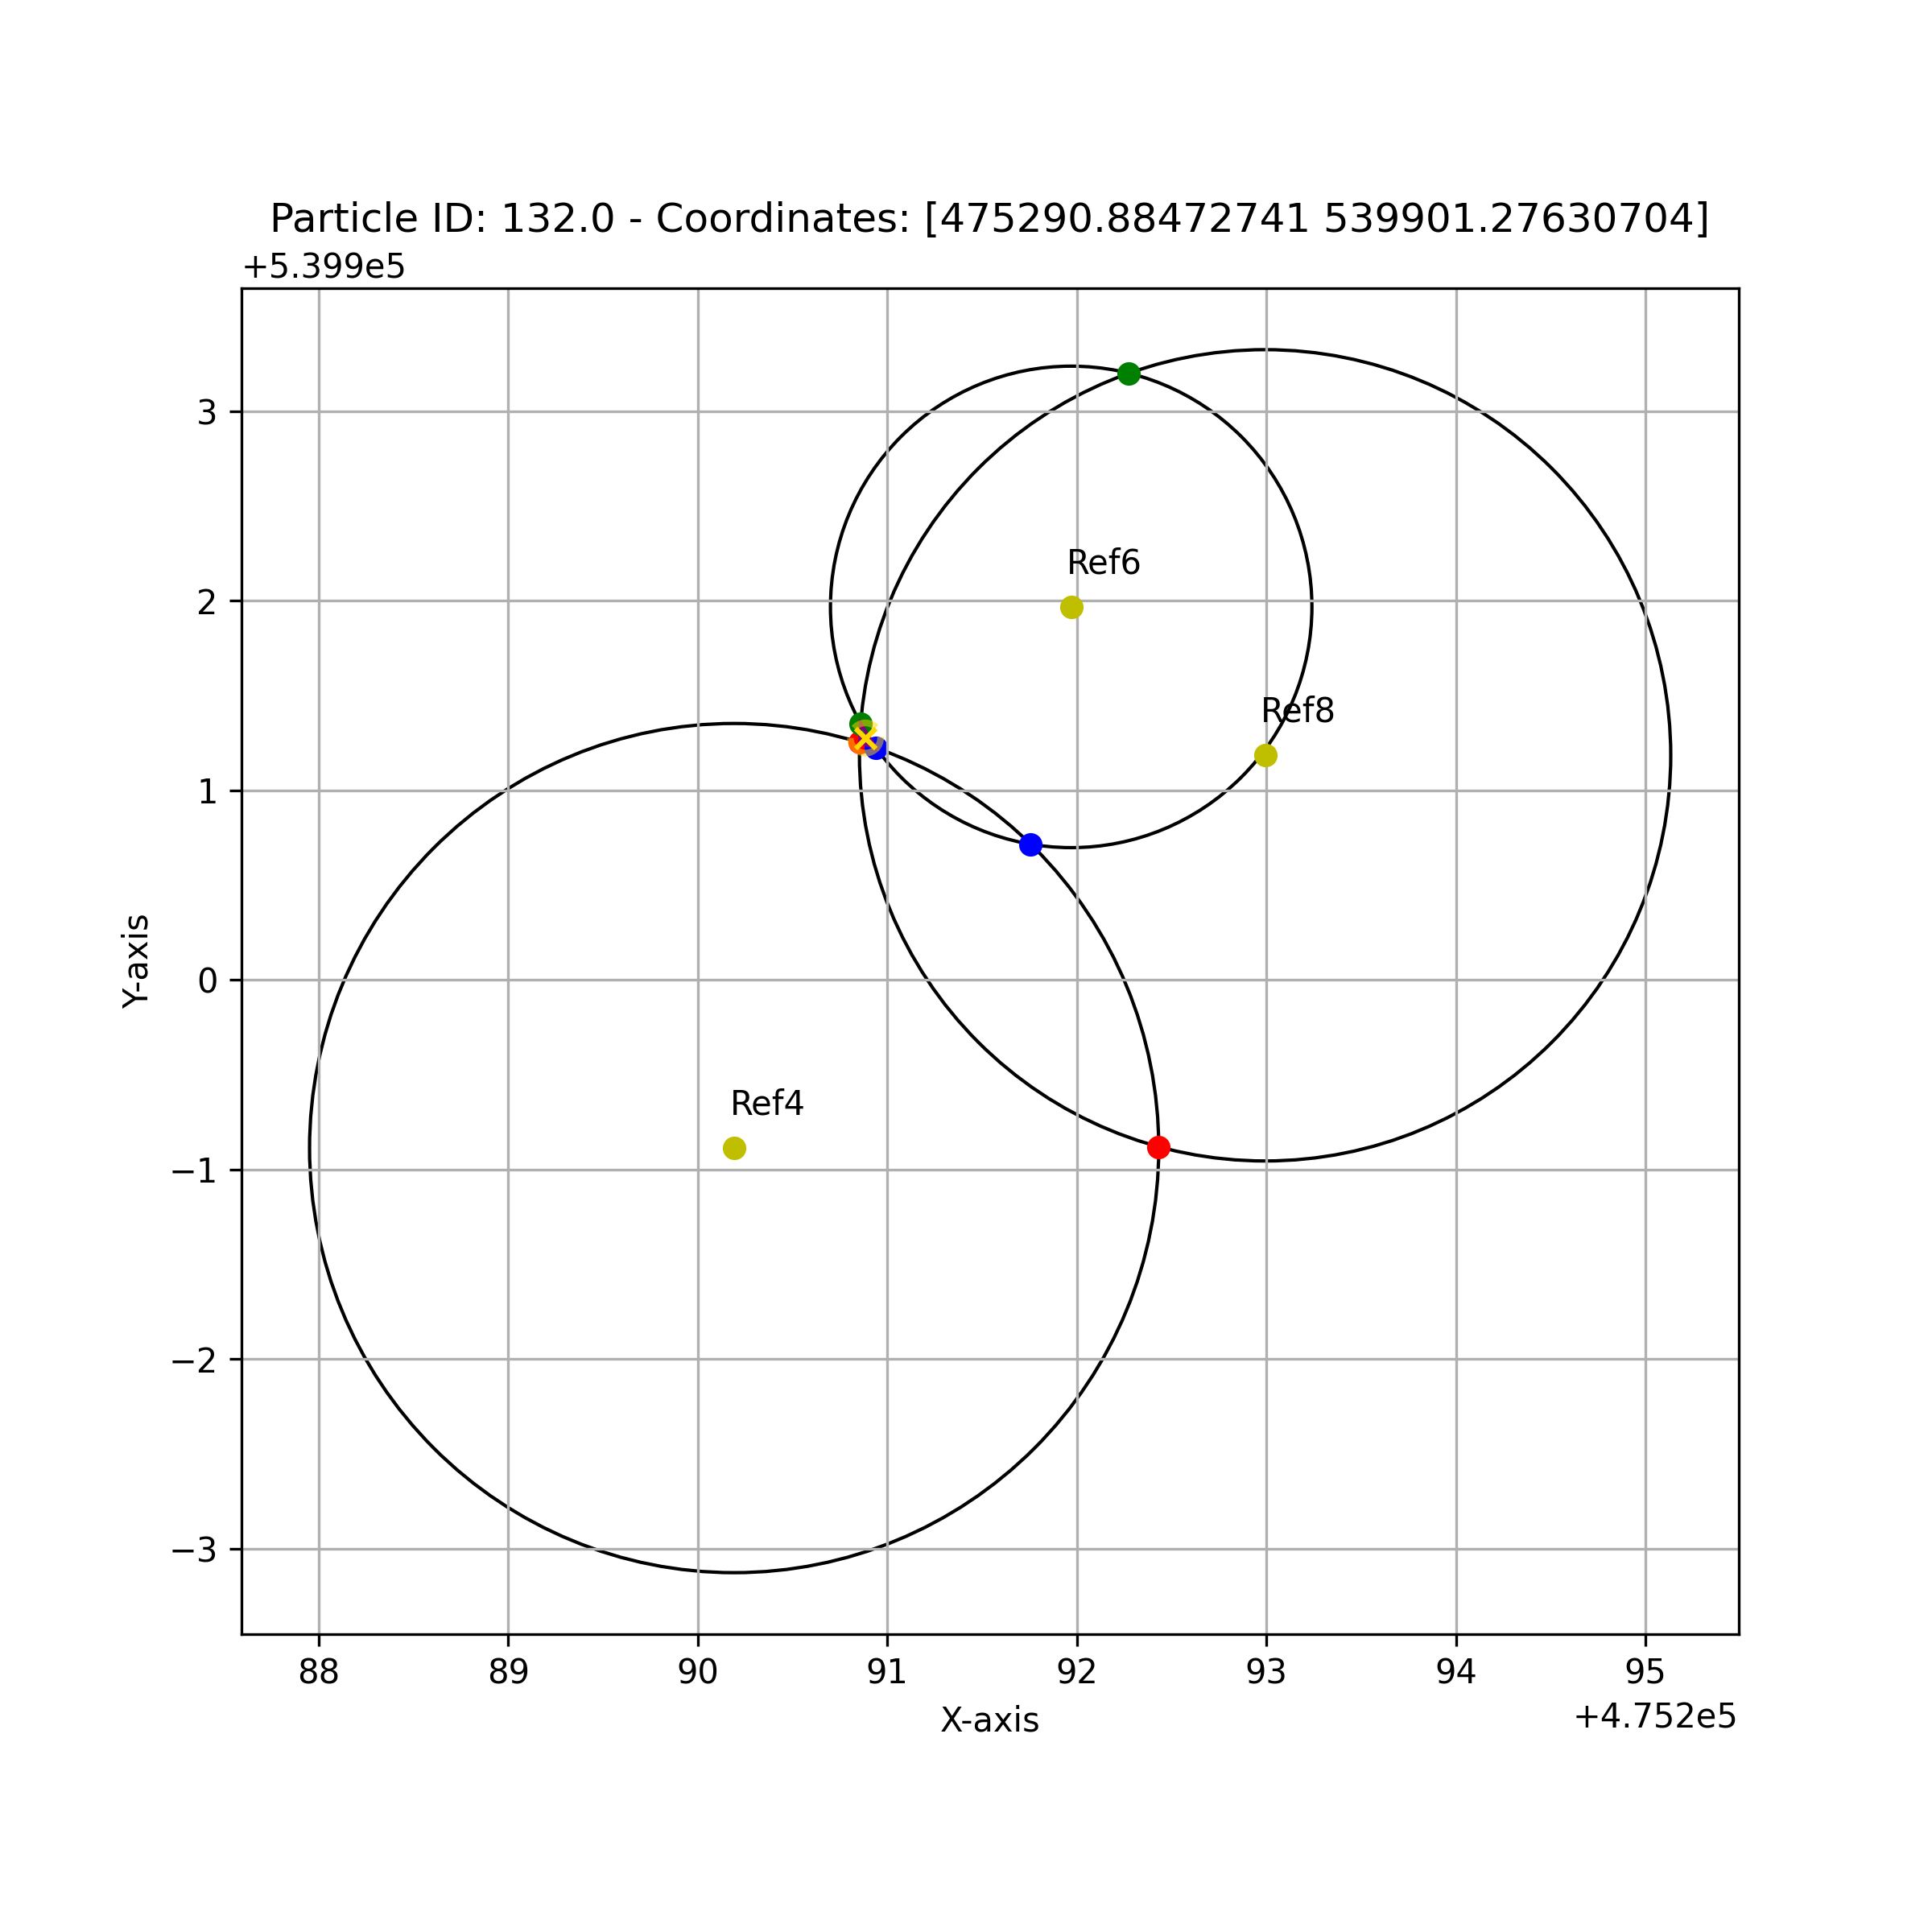 Particle ID: 132.0 - Coordinates: [475290.88472741 539901.27630704]
+5.399e5
3
2
1
0
−1
−2
−3
Y-axis
Ref6
Ref8
Ref4
88 89 90 91 92 93 94 95
X-axis
+4.752e5